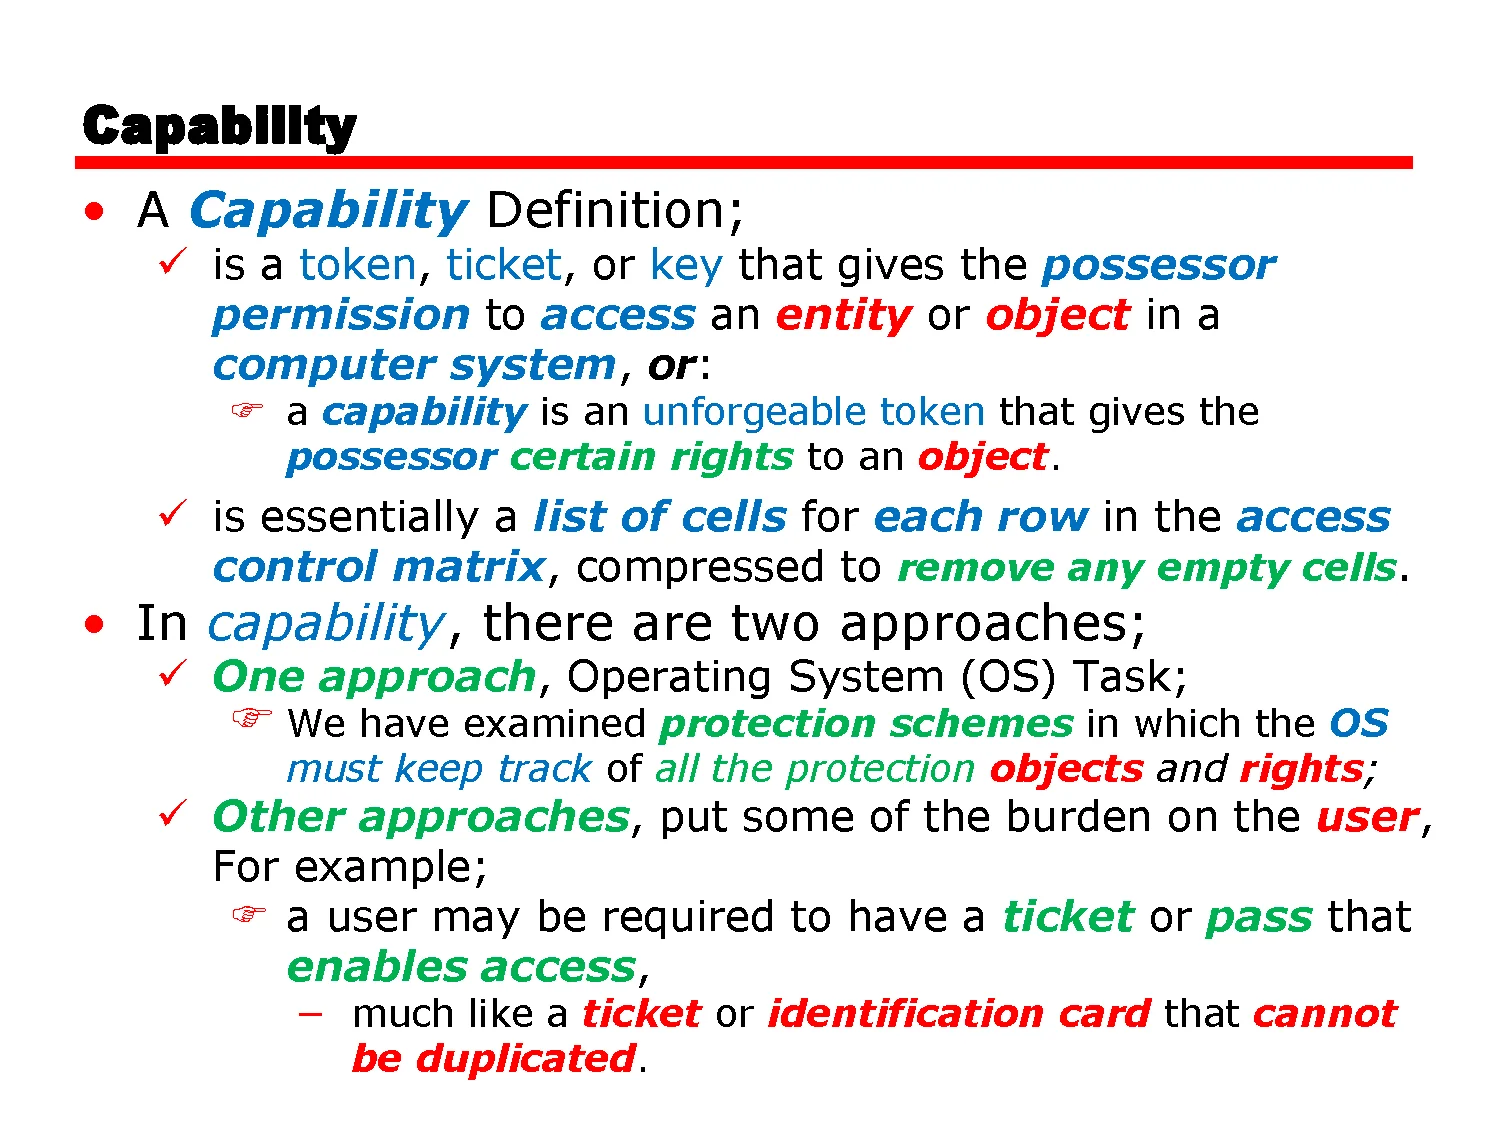 Capability
• A Capability Definition;
✓ is a token, ticket, or key that gives the possessor
permission to access an entity or object in a
computer system, or:
☞ a capability is an unforgeable token that gives the
possessor certain rights to an object.
✓ is essentially a list of cells for each row in the access
control matrix, compressed to remove any empty cells.
• In capability, there are two approaches;
✓ One approach, Operating System (OS) Task;
☞ We have examined protection schemes in which the OS
must keep track of all the protection objects and rights;
✓ Other approaches, put some of the burden on the user,
For example;
☞ a user may be required to have a ticket or pass that
enables access,
– much like a ticket or identification card that cannot
be duplicated.